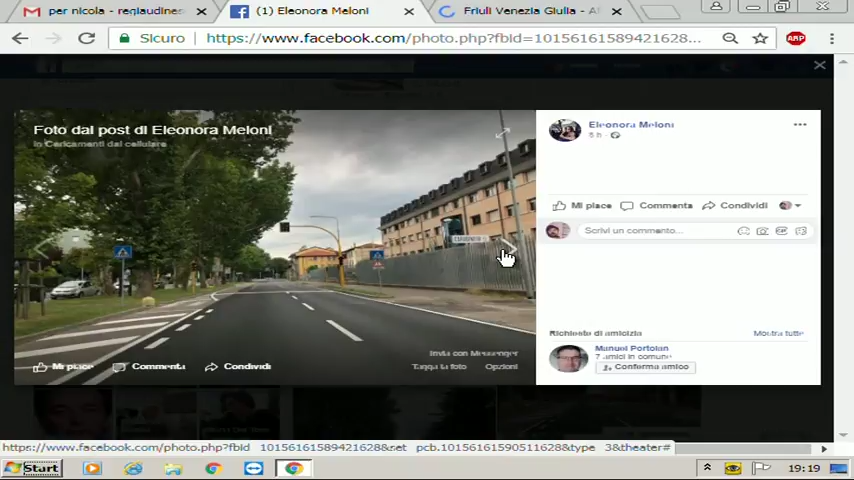 per nicola - regiaudine
(1) Eleonora Meloni
Friuli Venezia Giulia - A
Sicuro
https://www.facebook.com/photo.php?fbid=10156161589421628...
ABP
Foto dal post di Eleonora Meloni
in Caricamenti dal cellulare
Eleonora Meloni
5 h
Mi piace
Commenta
Condividi
Scrivi un commento...
GIF
Richieste di amicizia
Mostra tutte
Manuel Portolan
7 amici in comune
Conferma amico
Invia con Messenger
Mi piace
Commenta
Condividi
Tagga la foto
Opzioni
https://www.facebook.com/photo.php?fbid 10156161589421628&set pcb.10156161590511628&type 3&theater#
Start
19:19